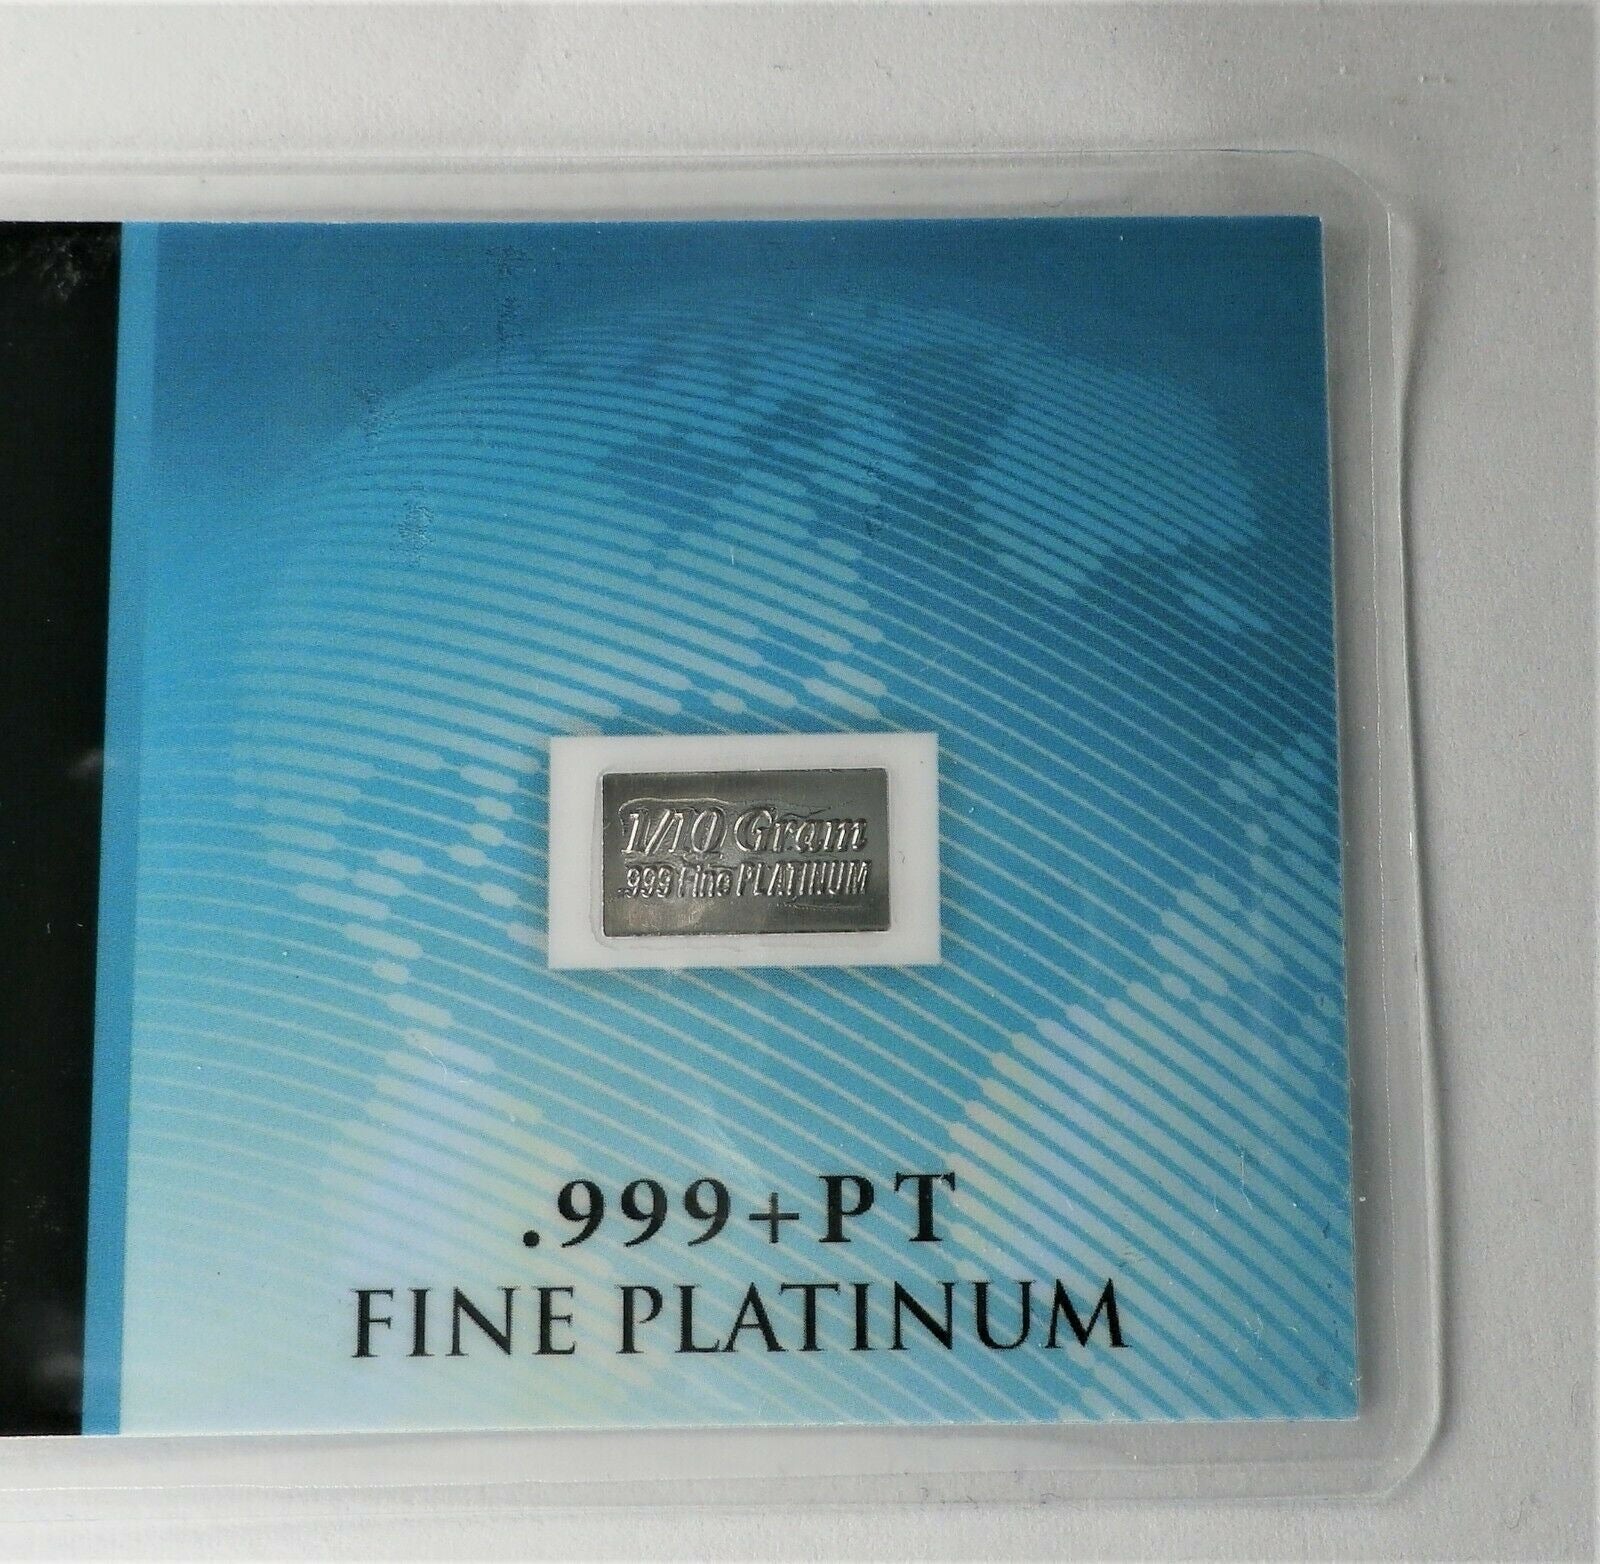 1/10 Gram
.999 Fine PLATINUM
.999+PT
FINE PLATINUM